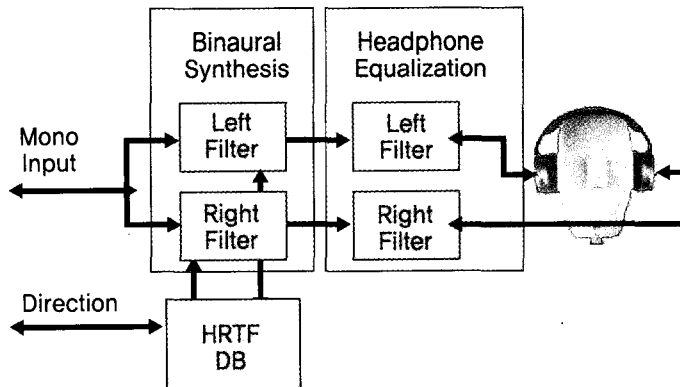 Binaural
Synthesis
Headphone
Equalization
Mono
Input
Left
Filter
Left
Filter
Right
Filter
Right
Filter
Direction
HRTF
DB